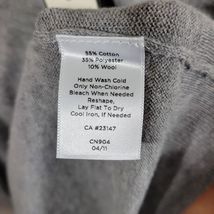 55% Cotton
35% Polyester
10% Wool
Hand Wash Cold
Only Non-Chlorine
Bleach When Needed
Reshape,
Lay Flat To Dry
Cool Iron, If Needed
CA #23147
CN904
04/11